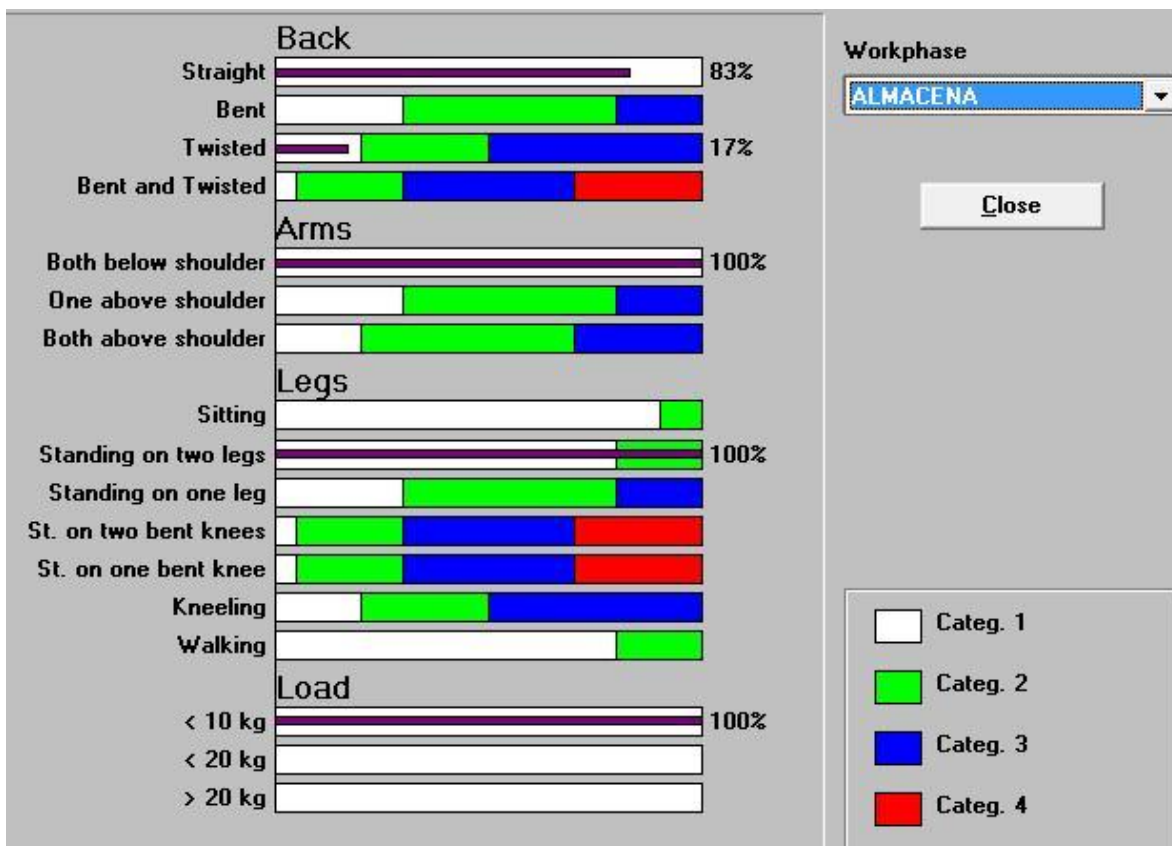 Back
Straight 83%
Bent
Twisted 17%
Bent and Twisted
Arms
Both below shoulder 100%
One above shoulder
Both above shoulder
Legs
Sitting
Standing on two legs 100%
Standing on one leg
St. on two bent knees
St. on one bent knee
Kneeling
Walking
Load
< 10 kg 100%
< 20 kg
> 20 kg
Workphase
ALMACENA
Close
Categ. 1
Categ. 2
Categ. 3
Categ. 4